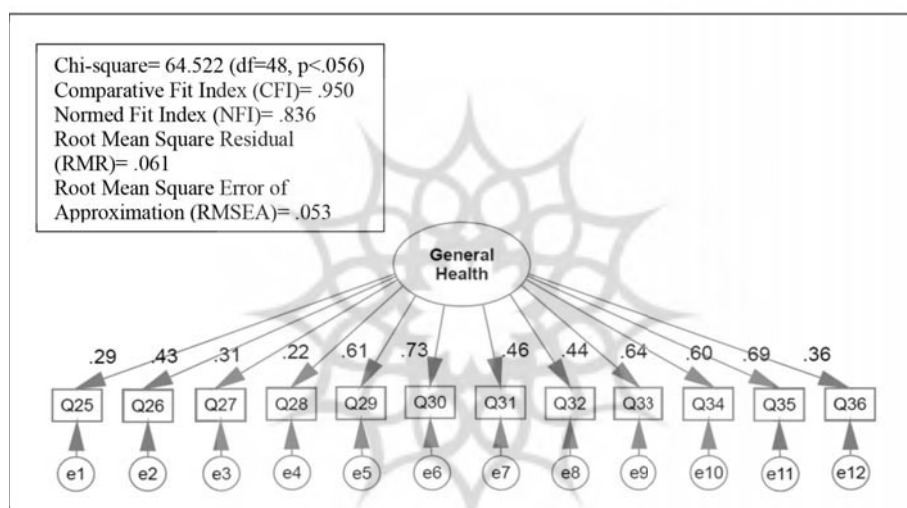 Chi-square= 64.522 (df=48, p<.056)
Comparative Fit Index (CFI)= .950
Normed Fit Index (NFI)= .836
Root Mean Square Residual
(RMR)= .061
Root Mean Square Error of
Approximation (RMSEA)= .053
General
Health
.29 .43 .31 .22 .61 .73 .46 .44 .64 .60 .69 .36
Q25 Q26 Q27 Q28 Q29 Q30 Q31 Q32 Q33 Q34 Q35 Q36
e1 e2 e3 e4 e5 e6 e7 e8 e9 e10 e11 e12